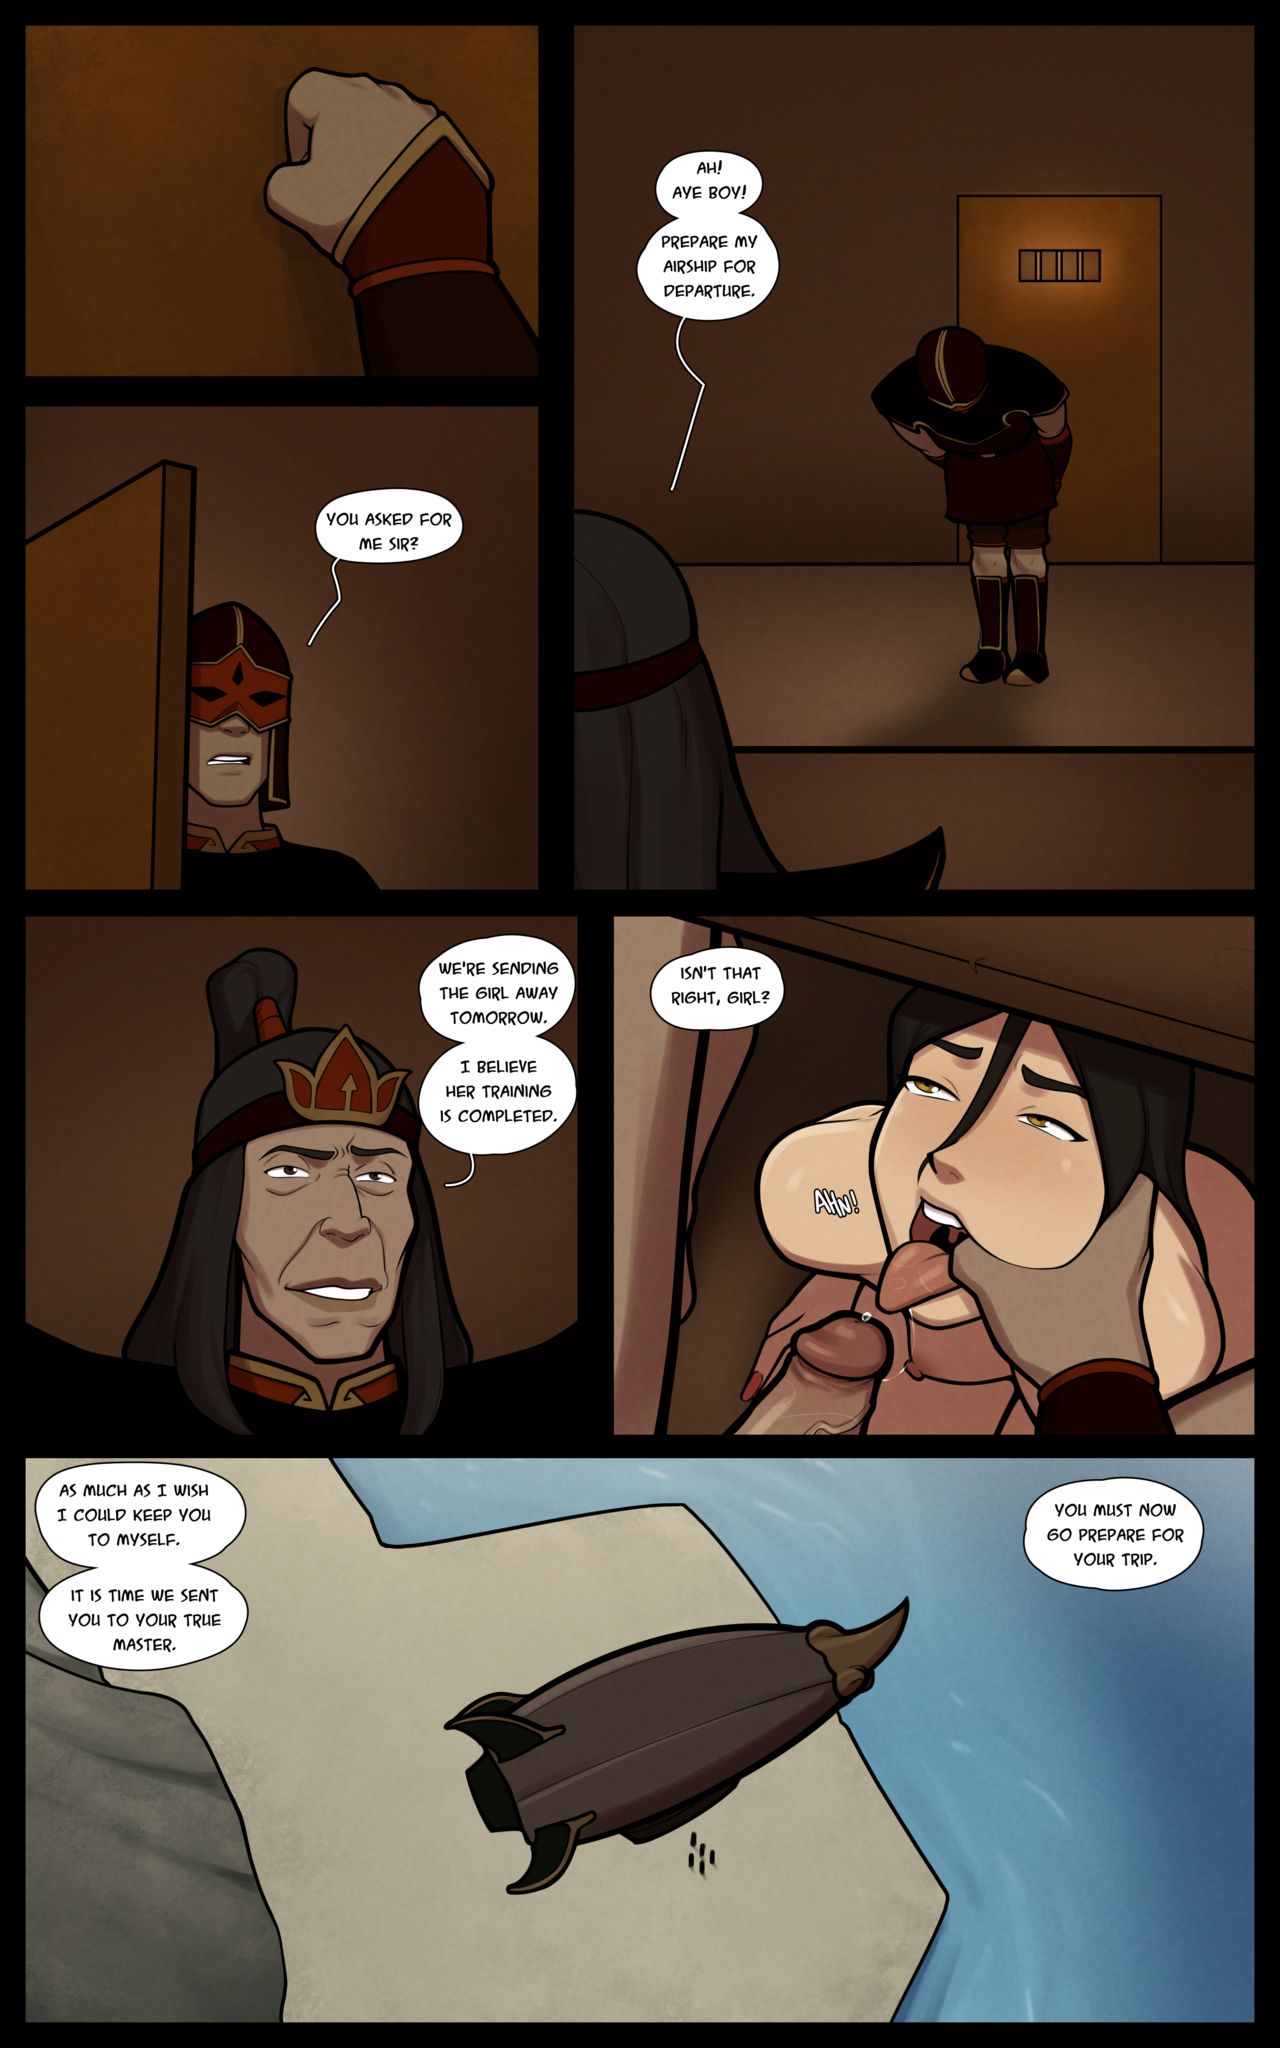 YOU ASKED FOR
ME SIR?
AH!
AYE BOY!
PREPARE MY
AIRSHIP FOR
DEPARTURE.
WE'RE SENDING
THE GIRL AWAY
TOMORROW.
I BELIEVE
HER TRAINING
IS COMPLETED.
ISN'T THAT
RIGHT, GIRL?
AHN!
AS MUCH AS I WISH
I COULD KEEP YOU
TO MYSELF.
IT IS TIME WE SENT
YOU TO YOUR TRUE
MASTER.
YOU MUST NOW
GO PREPARE FOR
YOUR TRIP.